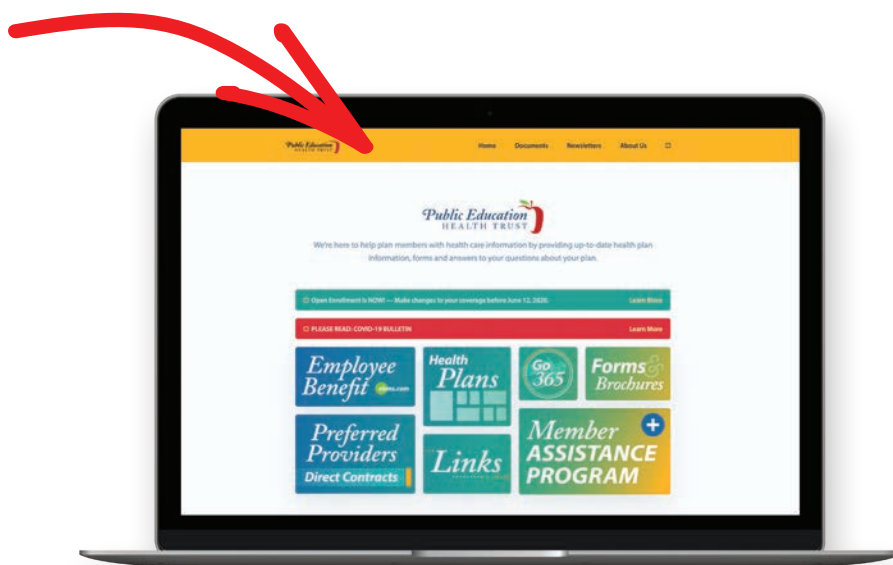 Public Education
HEALTH TRUST
Home Documents Newsletters About Us
Public Education
HEALTH TRUST
We're here to help plan members with health care information by providing up-to-date health plan
information, forms and answers to your questions about your plan.
Open Enrollment is NOW! — Make changes to your coverage before June 12, 2020. Learn More
PLEASE READ: COVID-19 BULLETIN Learn More
Employee
Benefit
Health
Plans
Go
365
Forms &
Brochures
Preferred
Providers
Direct Contracts
Links
Member
ASSISTANCE
PROGRAM